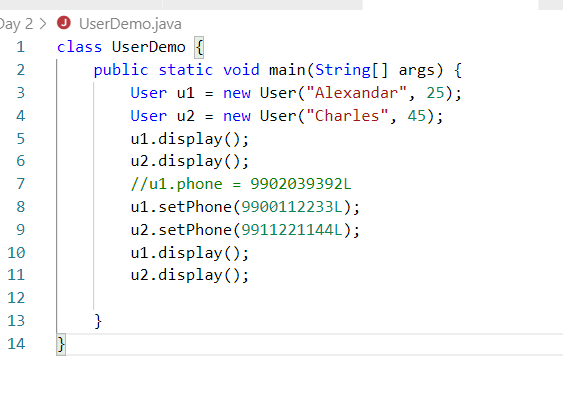 Day 2 > J UserDemo.java
1 class UserDemo {
2 public static void main(String[] args) {
3 User u1 = new User("Alexandar", 25);
4 User u2 = new User("Charles", 45);
5 u1.display();
6 u2.display();
7 //u1.phone = 9902039392L
8 u1.setPhone(9900112233L);
9 u2.setPhone(9911221144L);
10 u1.display();
11 u2.display();
12
13 }
14 }